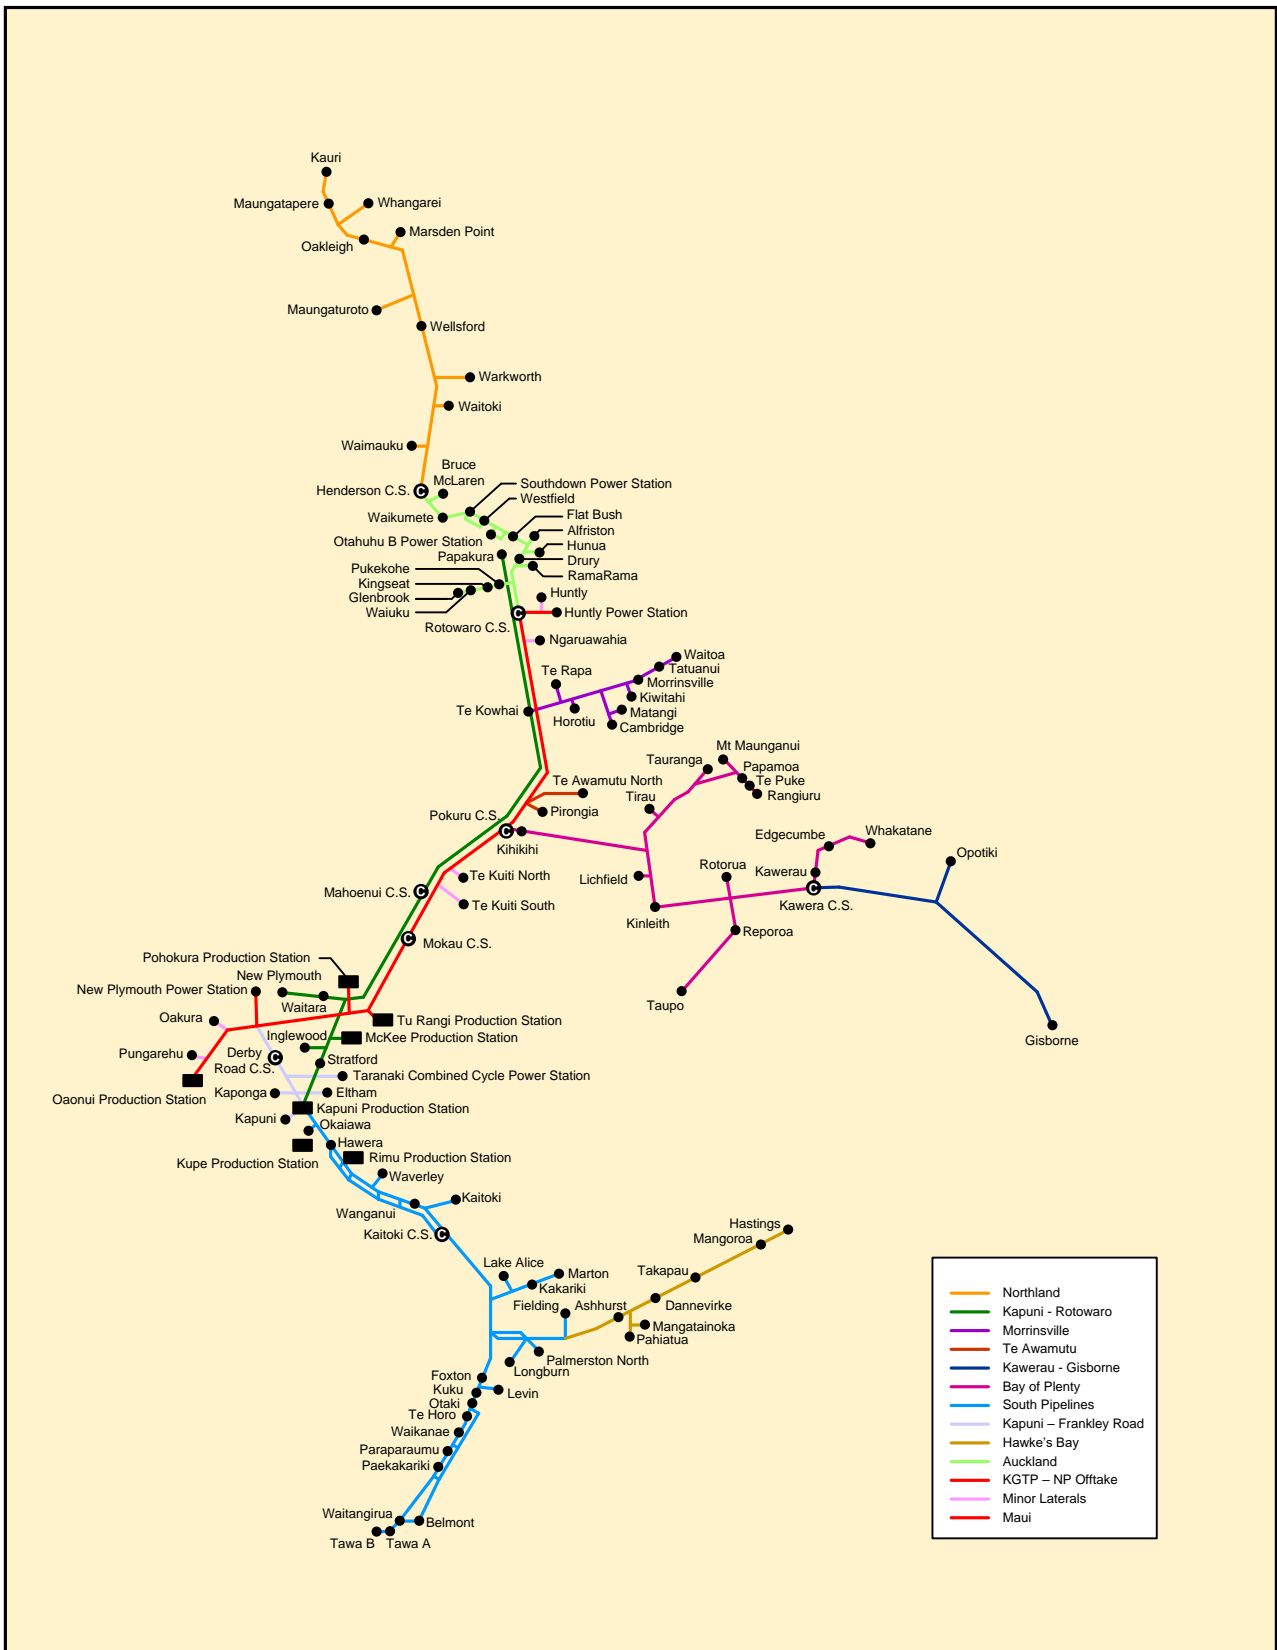 Kauri
Maungatapere
Whangarei
Marsden Point
Oakleigh
Maungaturoto
Wellsford
Warkworth
Waitoki
Waimauku
Bruce
McLaren
Henderson C.S.
Southdown Power Station
Westfield
Waikumete
Flat Bush
Alfriston
Otahuhu B Power Station
Hunua
Papakura
Drury
Pukekohe
RamaRama
Kingseat
Huntly
Glenbrook
Waiuku
Huntly Power Station
Rotowaro C.S.
Ngaruawahia
Waitoa
Te Rapa
Tatuanui
Morrinsville
Kiwitahi
Te Kowhai
Matangi
Horotiu
Cambridge
Mt Maunganui
Tauranga
Papamoa
Te Awamutu North
Te Puke
Tirau
Rangiuru
Pirongia
Pokuru C.S.
Edgecumbe
Whakatane
Kihikihi
Opotiki
Rotorua
Kawerau
Te Kuiti North
Lichfield
Mahoenui C.S.
Te Kuiti South
Kawera C.S.
Kinleith
Reporoa
Mokau C.S.
Pohokura Production Station
New Plymouth
New Plymouth Power Station
Taupo
Waitara
Oakura
Tu Rangi Production Station
Inglewood
McKee Production Station
Gisborne
Pungarehu
Derby
Road C.S.
Stratford
Taranaki Combined Cycle Power Station
Oaonui Production Station
Kaponga
Eltham
Kapuni Production Station
Kapuni
Okaiawa
Hawera
Kupe Production Station
Rimu Production Station
Waverley
Kaitoki
Wanganui
Kaitoki C.S.
Hastings
Mangoroa
Lake Alice
Marton
Takapau
Kakariki
Fielding
Ashhurst
Dannevirke
Mangatainoka
Pahiatua
Palmerston North
Longburn
Foxton
Kuku
Levin
Otaki
Te Horo
Waikanae
Paraparaumu
Paekakariki
Waitangirua
Belmont
Tawa B
Tawa A
Northland
Kapuni - Rotowaro
Morrinsville
Te Awamutu
Kawerau - Gisborne
Bay of Plenty
South Pipelines
Kapuni – Frankley Road
Hawke's Bay
Auckland
KGTP – NP Offtake
Minor Laterals
Maui
C
C
C
C
C
C
C
C